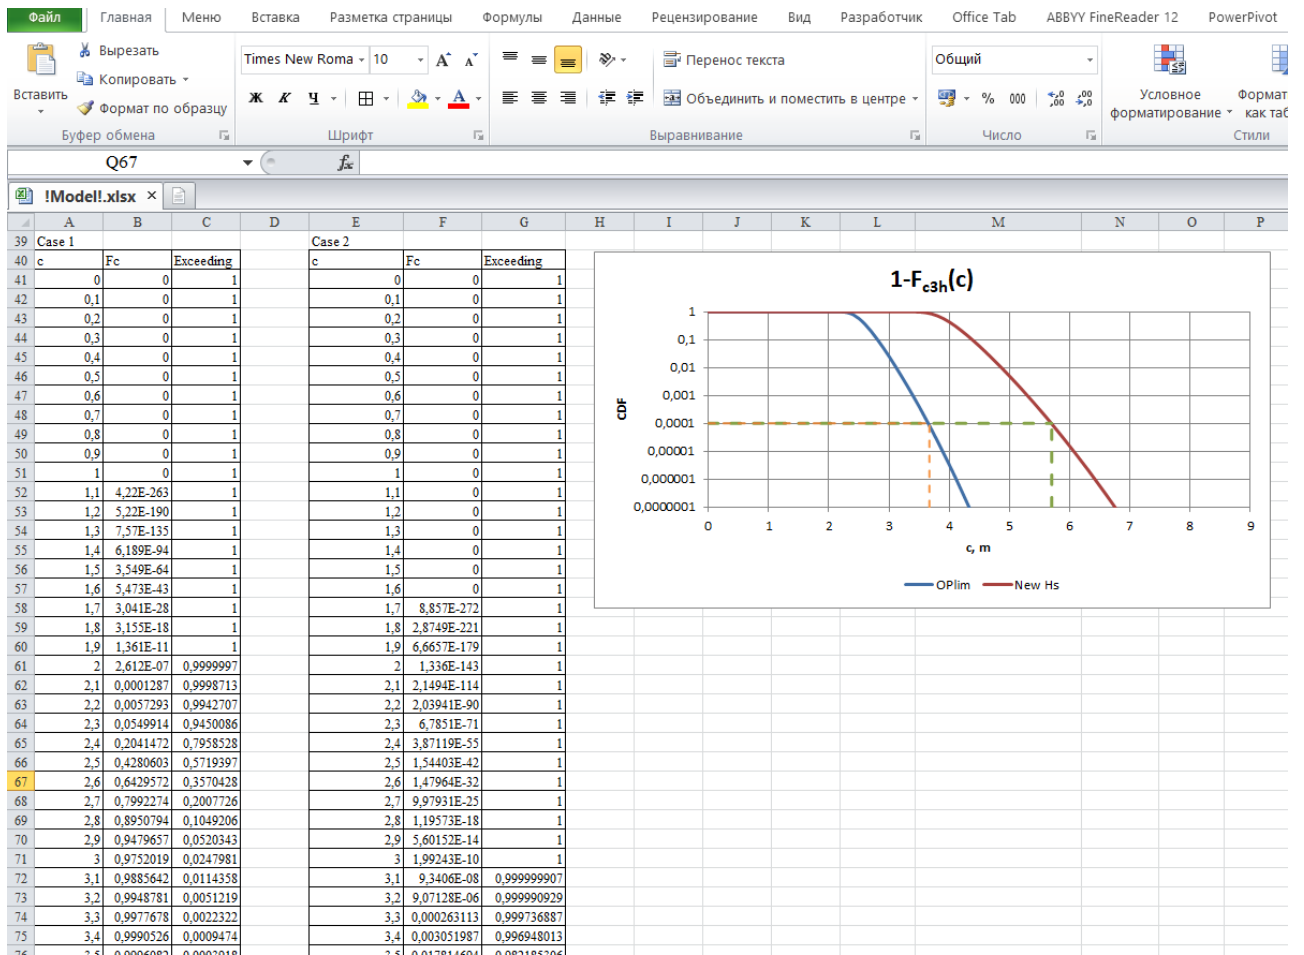 Файл Главная Меню Вставка Разметка страницы Формулы Данные Рецензирование Вид Разработчик Office Tab ABBYY FineReader 12 PowerPivot
Вставить
Вырезать
Копировать
Формат по образцу
Буфер обмена
Times New Roma 10
Ж К Ч А
Шрифт
Перенос текста
Объединить и поместить в центре
Выравнивание
Общий
% 000
Число
Условное форматирование
Формат
как таб
Стили
Q67
fx
!Model!.xlsx
A B C D E F G H I J K L M N O P
39 Case 1 Case 2
40 c Fc Exceeding c Fc Exceeding
41 0 0 1 0 0 1
42 0,1 0 1 0,1 0 1
43 0,2 0 1 0,2 0 1
44 0,3 0 1 0,3 0 1
45 0,4 0 1 0,4 0 1
46 0,5 0 1 0,5 0 1
47 0,6 0 1 0,6 0 1
48 0,7 0 1 0,7 0 1
49 0,8 0 1 0,8 0 1
50 0,9 0 1 0,9 0 1
51 1 0 1 1 0 1
52 1,1 4,22E-263 1 1,1 0 1
53 1,2 5,22E-190 1 1,2 0 1
54 1,3 7,57E-135 1 1,3 0 1
55 1,4 6,189E-94 1 1,4 0 1
56 1,5 3,549E-64 1 1,5 0 1
57 1,6 5,473E-43 1 1,6 0 1
58 1,7 3,041E-28 1 1,7 8,857E-272 1
59 1,8 3,155E-18 1 1,8 2,8749E-221 1
60 1,9 1,361E-11 1 1,9 6,6657E-179 1
61 2 2,612E-07 0,9999997 2 1,336E-143 1
62 2,1 0,0001287 0,9998713 2,1 2,1494E-114 1
63 2,2 0,0057293 0,9942707 2,2 2,03941E-90 1
64 2,3 0,0549914 0,9450086 2,3 6,7851E-71 1
65 2,4 0,2041472 0,7958528 2,4 3,87119E-55 1
66 2,5 0,4280603 0,5719397 2,5 1,54403E-42 1
67 2,6 0,6429572 0,3570428 2,6 1,47964E-32 1
68 2,7 0,7992274 0,2007726 2,7 9,97931E-25 1
69 2,8 0,8950794 0,1049206 2,8 1,19573E-18 1
70 2,9 0,9479657 0,0520343 2,9 5,60152E-14 1
71 3 0,9752019 0,0247981 3 1,99243E-10 1
72 3,1 0,9885642 0,0114358 3,1 9,3406E-08 0,999999907
73 3,2 0,9948781 0,0051219 3,2 9,07128E-06 0,999990929
74 3,3 0,9977678 0,0022322 3,3 0,000263113 0,999736887
75 3,4 0,9990526 0,0009474 3,4 0,003051987 0,996948013
1-Fc3h(c)
CDF
1
0,1
0,01
0,001
0,0001
0,00001
0,000001
0,0000001
0 1 2 3 4 5 6 7 8 9
c, m
OPlim New Hs